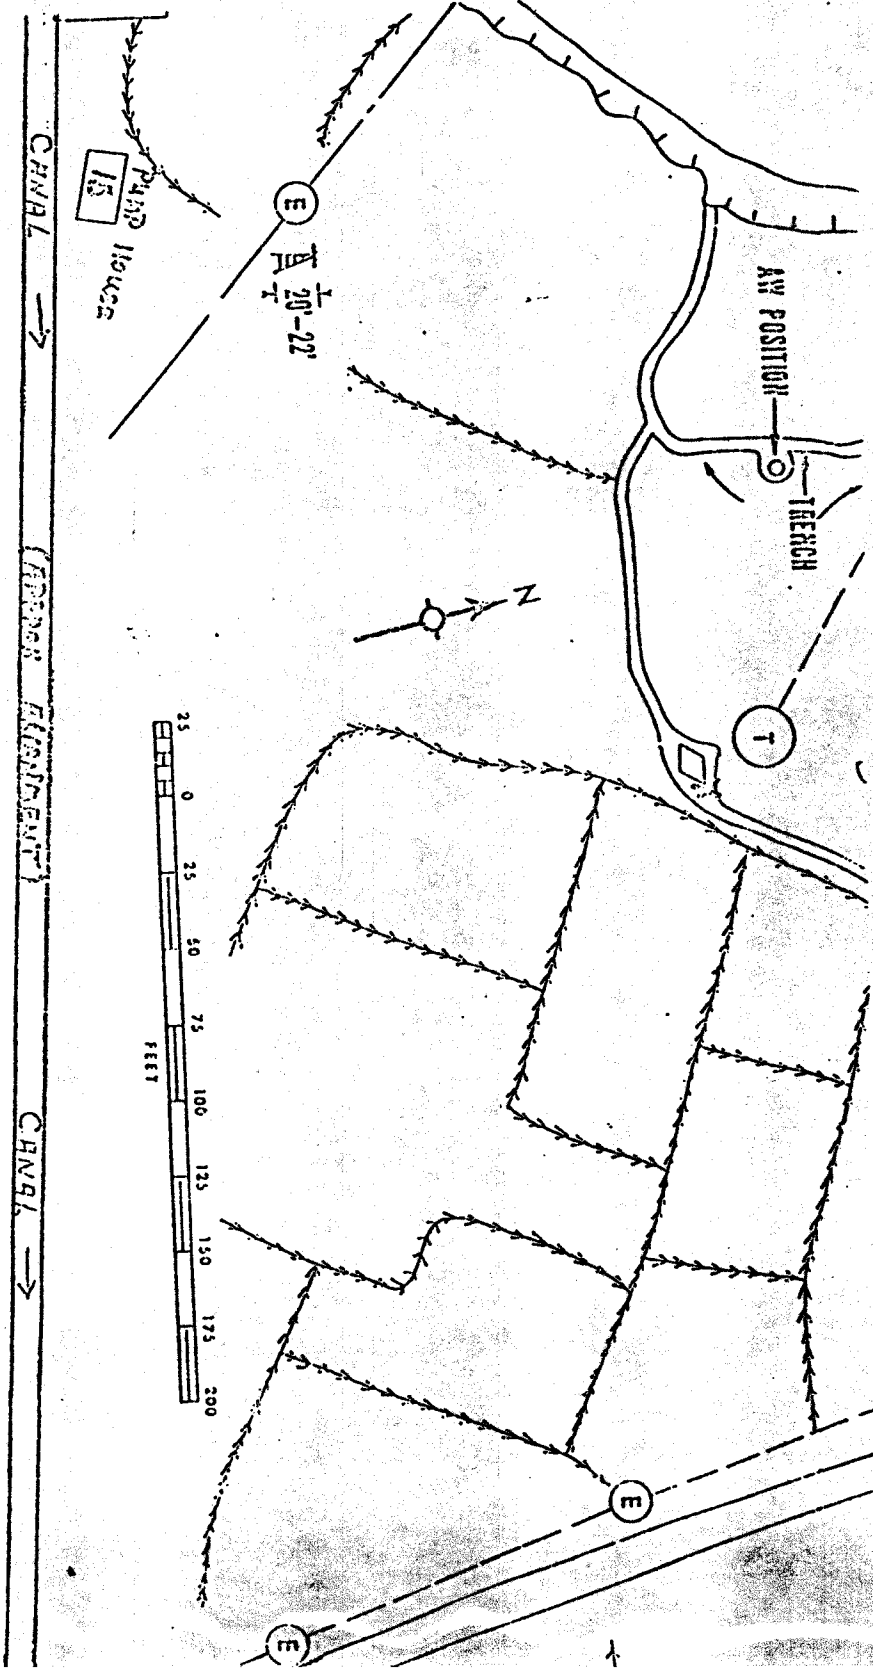 CANAL →
PUMP HOUSE
15
E
20'-22'
AW POSITION
TRENCH
N
T
25 0 25 50 75 100 125 150 175 200
FEET
CANAL →
E
E